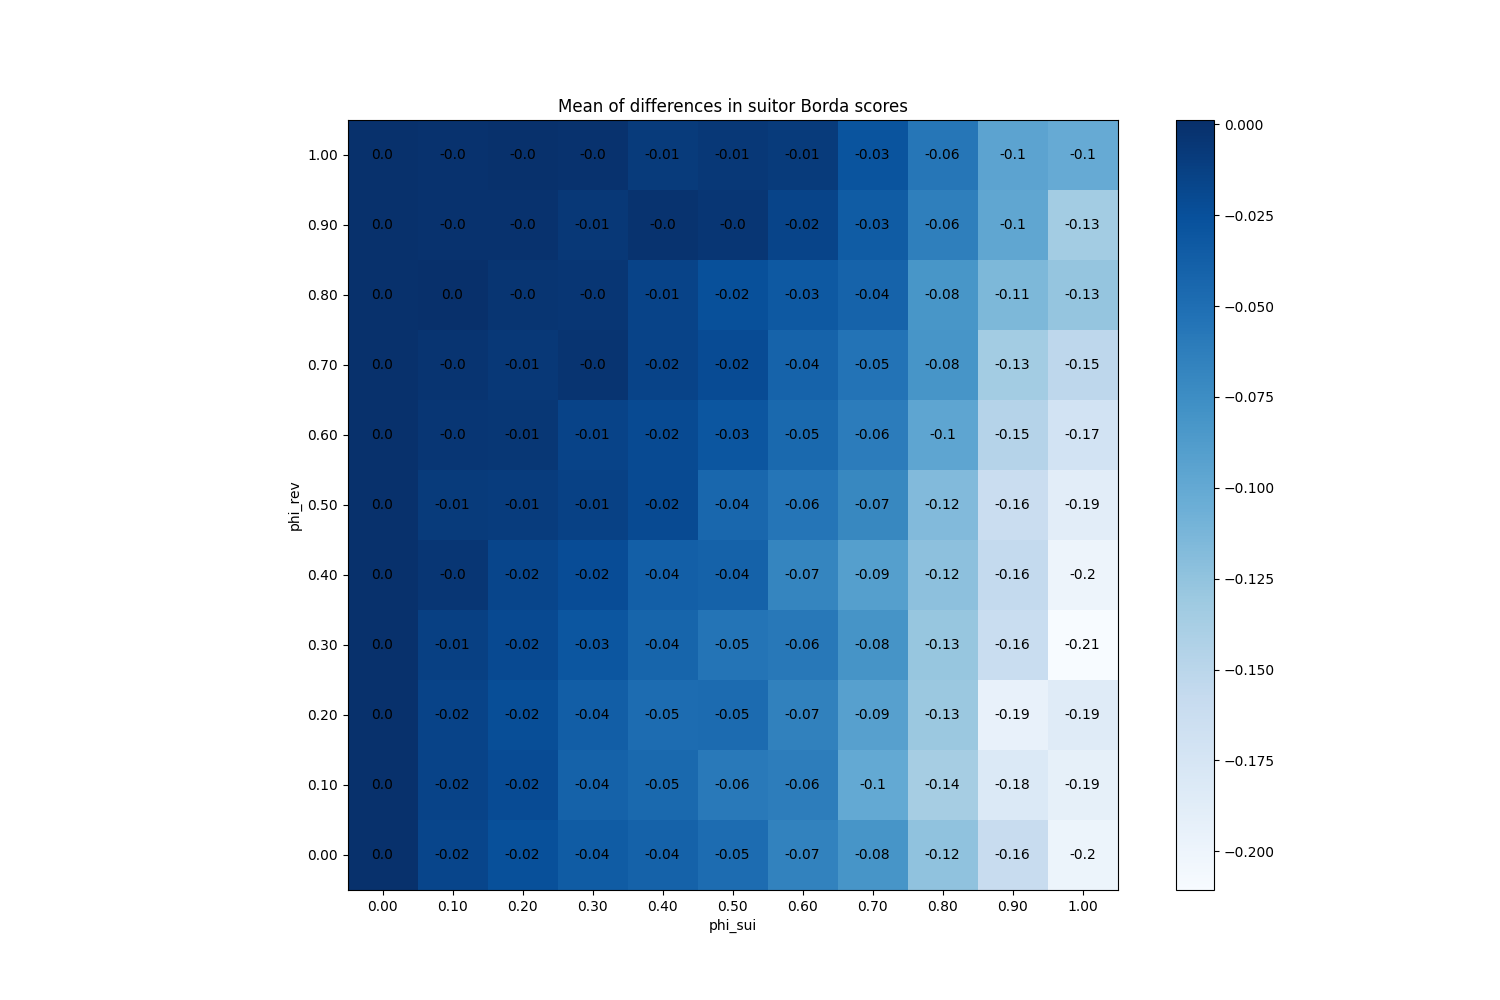 Mean of differences in suitor Borda scores
1.00 0.0 -0.0 -0.0 -0.0 -0.01 -0.01 -0.01 -0.03 -0.06 -0.1 -0.1
0.90 0.0 -0.0 -0.0 -0.01 -0.0 -0.0 -0.02 -0.03 -0.06 -0.1 -0.13
0.80 0.0 0.0 -0.0 -0.0 -0.01 -0.02 -0.03 -0.04 -0.08 -0.11 -0.13
0.70 0.0 -0.0 -0.01 -0.0 -0.02 -0.02 -0.04 -0.05 -0.08 -0.13 -0.15
0.60 0.0 -0.0 -0.01 -0.01 -0.02 -0.03 -0.05 -0.06 -0.1 -0.15 -0.17
0.50 0.0 -0.01 -0.01 -0.01 -0.02 -0.04 -0.06 -0.07 -0.12 -0.16 -0.19
0.40 0.0 -0.0 -0.02 -0.02 -0.04 -0.04 -0.07 -0.09 -0.12 -0.16 -0.2
0.30 0.0 -0.01 -0.02 -0.03 -0.04 -0.05 -0.06 -0.08 -0.13 -0.16 -0.21
0.20 0.0 -0.02 -0.02 -0.04 -0.05 -0.05 -0.07 -0.09 -0.13 -0.19 -0.19
0.10 0.0 -0.02 -0.02 -0.04 -0.05 -0.06 -0.06 -0.1 -0.14 -0.18 -0.19
0.00 0.0 -0.02 -0.02 -0.04 -0.04 -0.05 -0.07 -0.08 -0.12 -0.16 -0.2
0.00 0.10 0.20 0.30 0.40 0.50 0.60 0.70 0.80 0.90 1.00
phi_sui
phi_rev
0.000
−0.025
−0.050
−0.075
−0.100
−0.125
−0.150
−0.175
−0.200